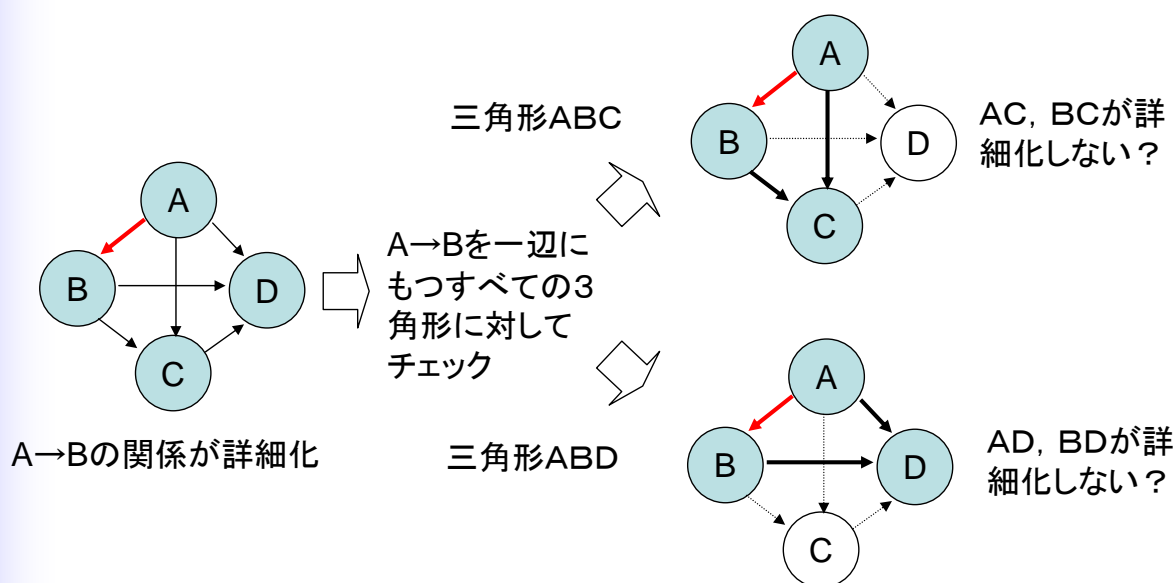 A
B
D
C
A→Bの関係が詳細化
A→Bを一辺に
もつすべての3
角形に対して
チェック
三角形ABC
A
B
D
C
AC,BCが詳
細化しない?
三角形ABD
A
B
D
C
AD,BDが詳
細化しない?